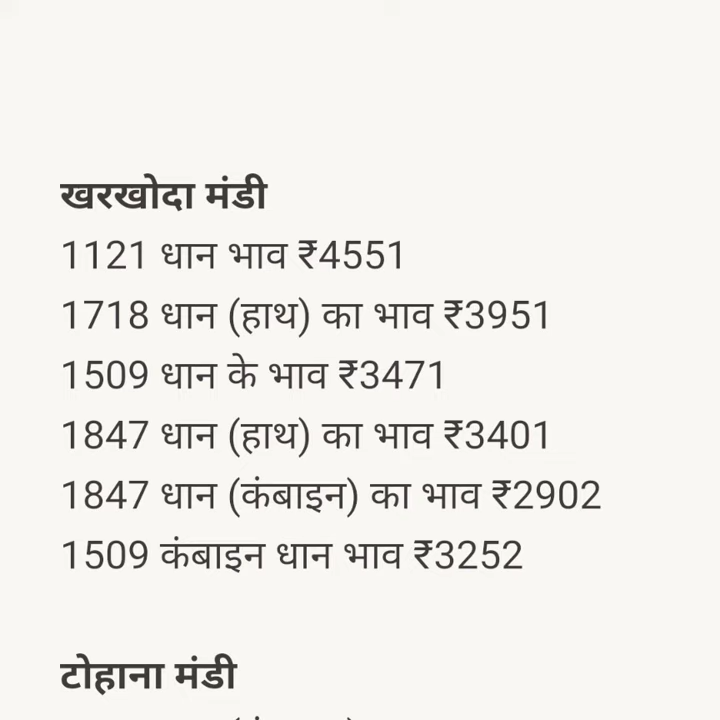 खरखोदा मंडी
1121 धान भाव ₹4551
1718 धान (हाथ) का भाव ₹3951
1509 धान के भाव ₹3471
1847 धान (हाथ) का भाव ₹3401
1847 धान (कंबाइन) का भाव ₹2902
1509 कंबाइन धान भाव ₹3252
टोहाना मंडी